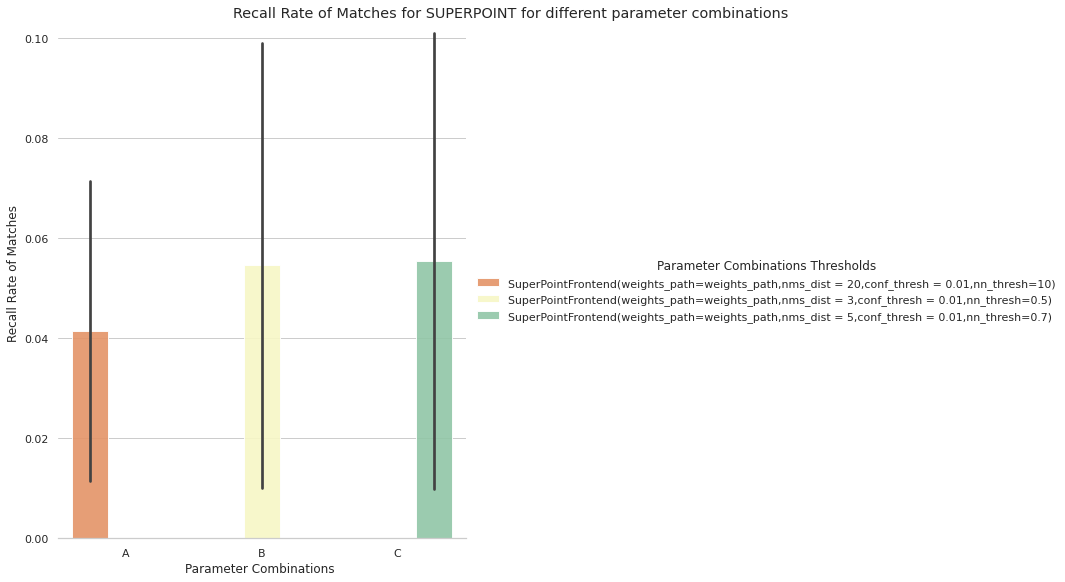 Recall Rate of Matches for SUPERPOINT for different parameter combinations
0.10
0.08
0.06
0.04
0.02
0.00
Recall Rate of Matches
A
B
C
Parameter Combinations
Parameter Combinations Thresholds
SuperPointFrontend(weights_path=weights_path,nms_dist = 20,conf_thresh = 0.01,nn_thresh=10)
SuperPointFrontend(weights_path=weights_path,nms_dist = 3,conf_thresh = 0.01,nn_thresh=0.5)
SuperPointFrontend(weights_path=weights_path,nms_dist = 5,conf_thresh = 0.01,nn_thresh=0.7)